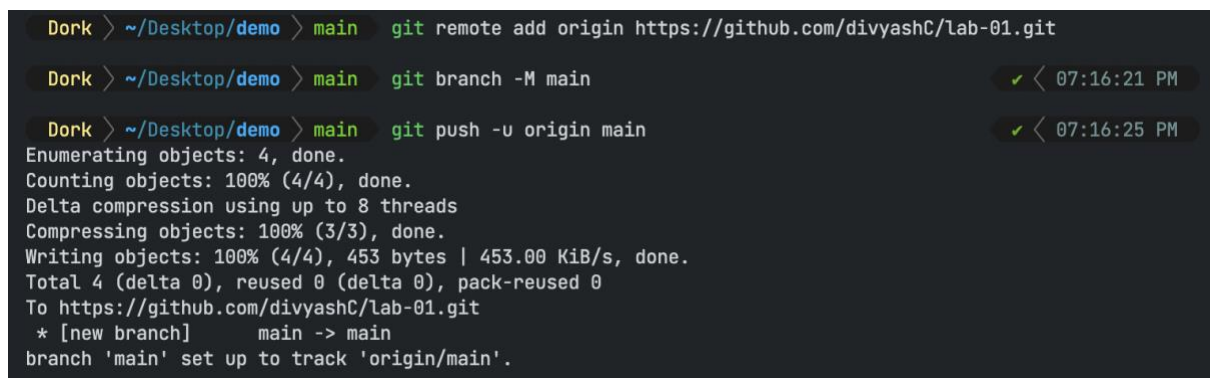 Dork ~/Desktop/demo main git remote add origin https://github.com/divyashC/lab-01.git
Dork ~/Desktop/demo main git branch -M main ✔ 07:16:21 PM
Dork ~/Desktop/demo main git push -u origin main ✔ 07:16:25 PM
Enumerating objects: 4, done.
Counting objects: 100% (4/4), done.
Delta compression using up to 8 threads
Compressing objects: 100% (3/3), done.
Writing objects: 100% (4/4), 453 bytes | 453.00 KiB/s, done.
Total 4 (delta 0), reused 0 (delta 0), pack-reused 0
To https://github.com/divyashC/lab-01.git
* [new branch] main -> main
branch 'main' set up to track 'origin/main'.